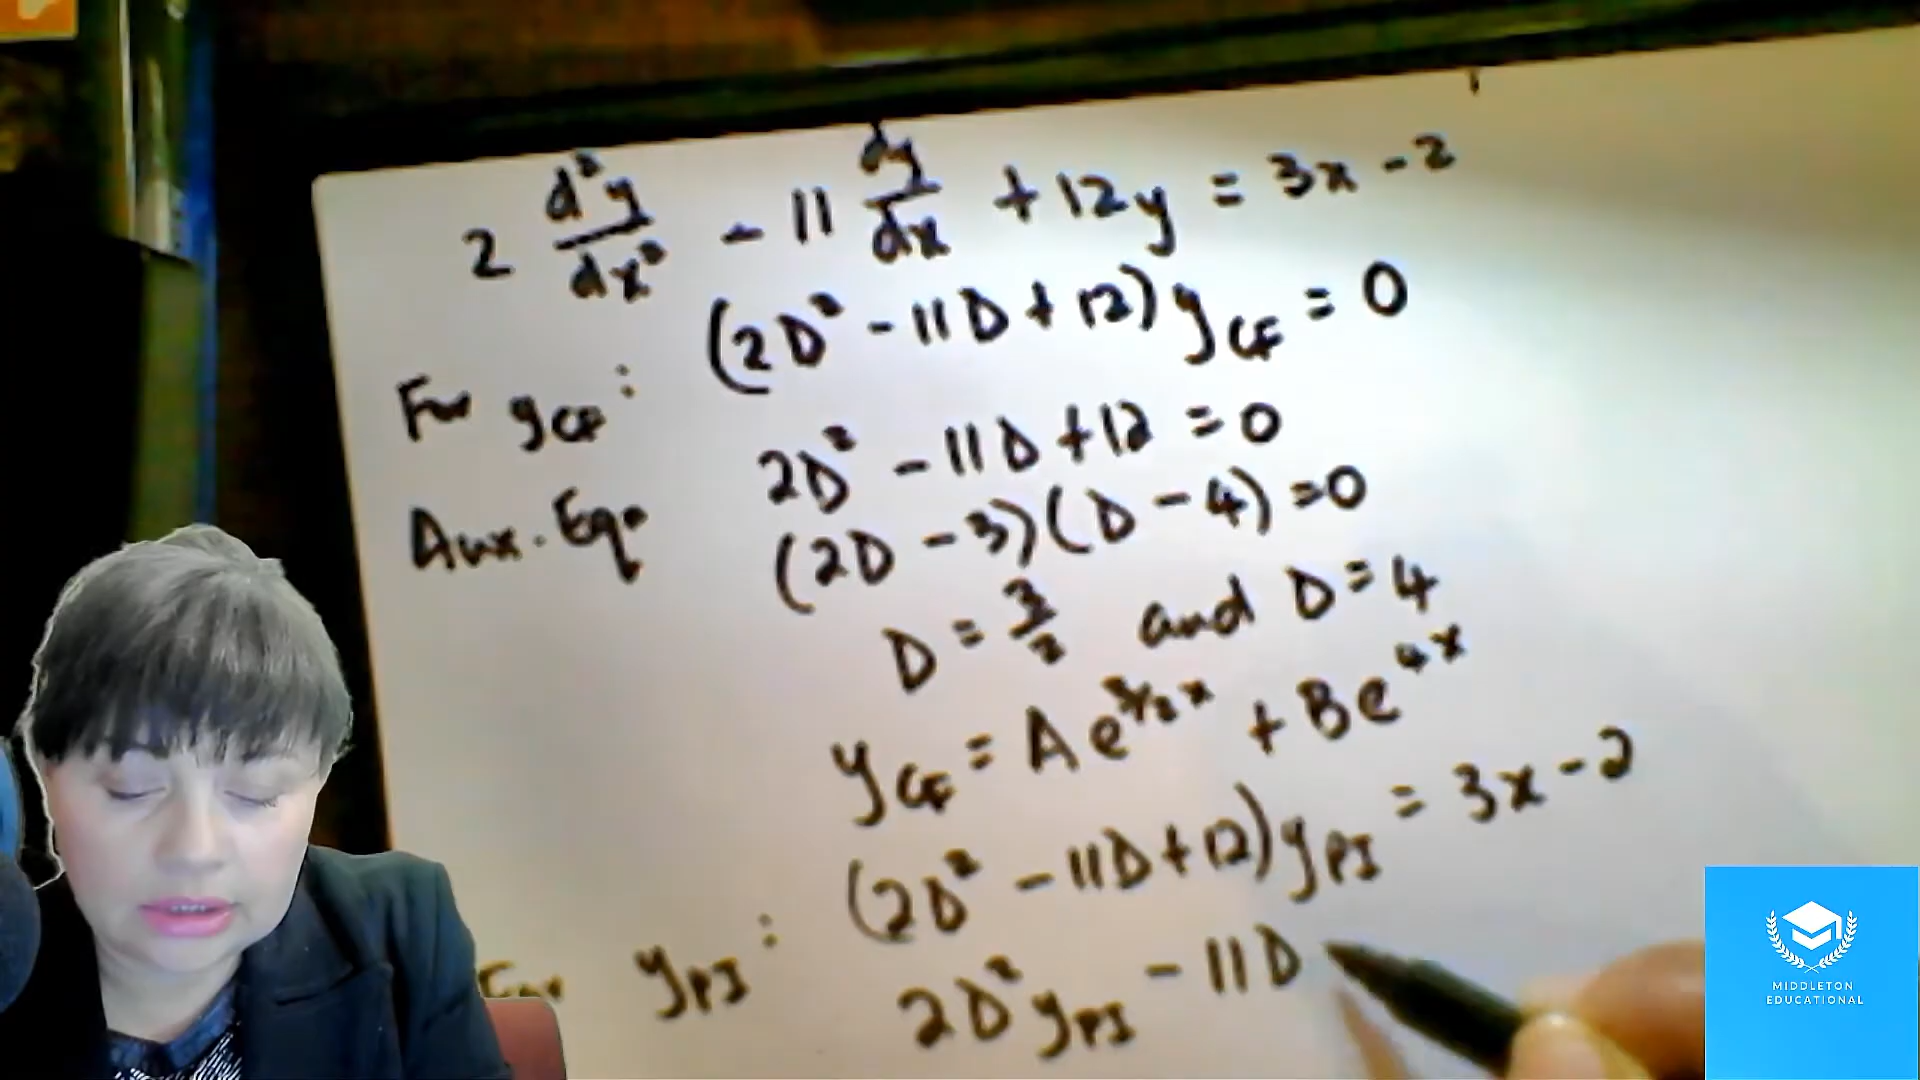 2 d²y/dx² - 11 dy/dx + 12y = 3x - 2
For y_CF: (2D² - 11D + 12) y_CF = 0
Aux. Eq. 2D² - 11D + 12 = 0
(2D - 3)(D - 4) = 0
D = 3/2 and D = 4
y_CF = Ae^(3/2 x) + Be^(4x)
For y_PI: (2D² - 11D + 12) y_PI = 3x - 2
2D² y_PI - 11D
MIDDLETON
EDUCATIONAL